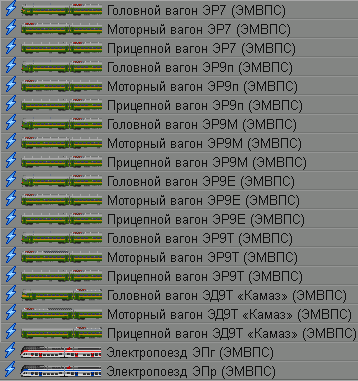 Головной вагон ЭР7 (ЭМВПС)
Моторный вагон ЭР7 (ЭМВПС)
Прицепной вагон ЭР7 (ЭМВПС)
Головной вагон ЭР9п (ЭМВПС)
Моторный вагон ЭР9п (ЭМВПС)
Прицепной вагон ЭР9п (ЭМВПС)
Головной вагон ЭР9М (ЭМВПС)
Моторный вагон ЭР9М (ЭМВПС)
Прицепной вагон ЭР9М (ЭМВПС)
Головной вагон ЭР9Е (ЭМВПС)
Моторный вагон ЭР9Е (ЭМВПС)
Прицепной вагон ЭР9Е (ЭМВПС)
Головной вагон ЭР9Т (ЭМВПС)
Моторный вагон ЭР9Т (ЭМВПС)
Прицепной вагон ЭР9Т (ЭМВПС)
Головной вагон ЭД9Т «Камаз» (ЭМВПС)
Моторный вагон ЭД9Т «Камаз» (ЭМВПС)
Прицепной вагон ЭД9Т «Камаз» (ЭМВПС)
Электропоезд ЭПг (ЭМВПС)
Электропоезд ЭПр (ЭМВПС)